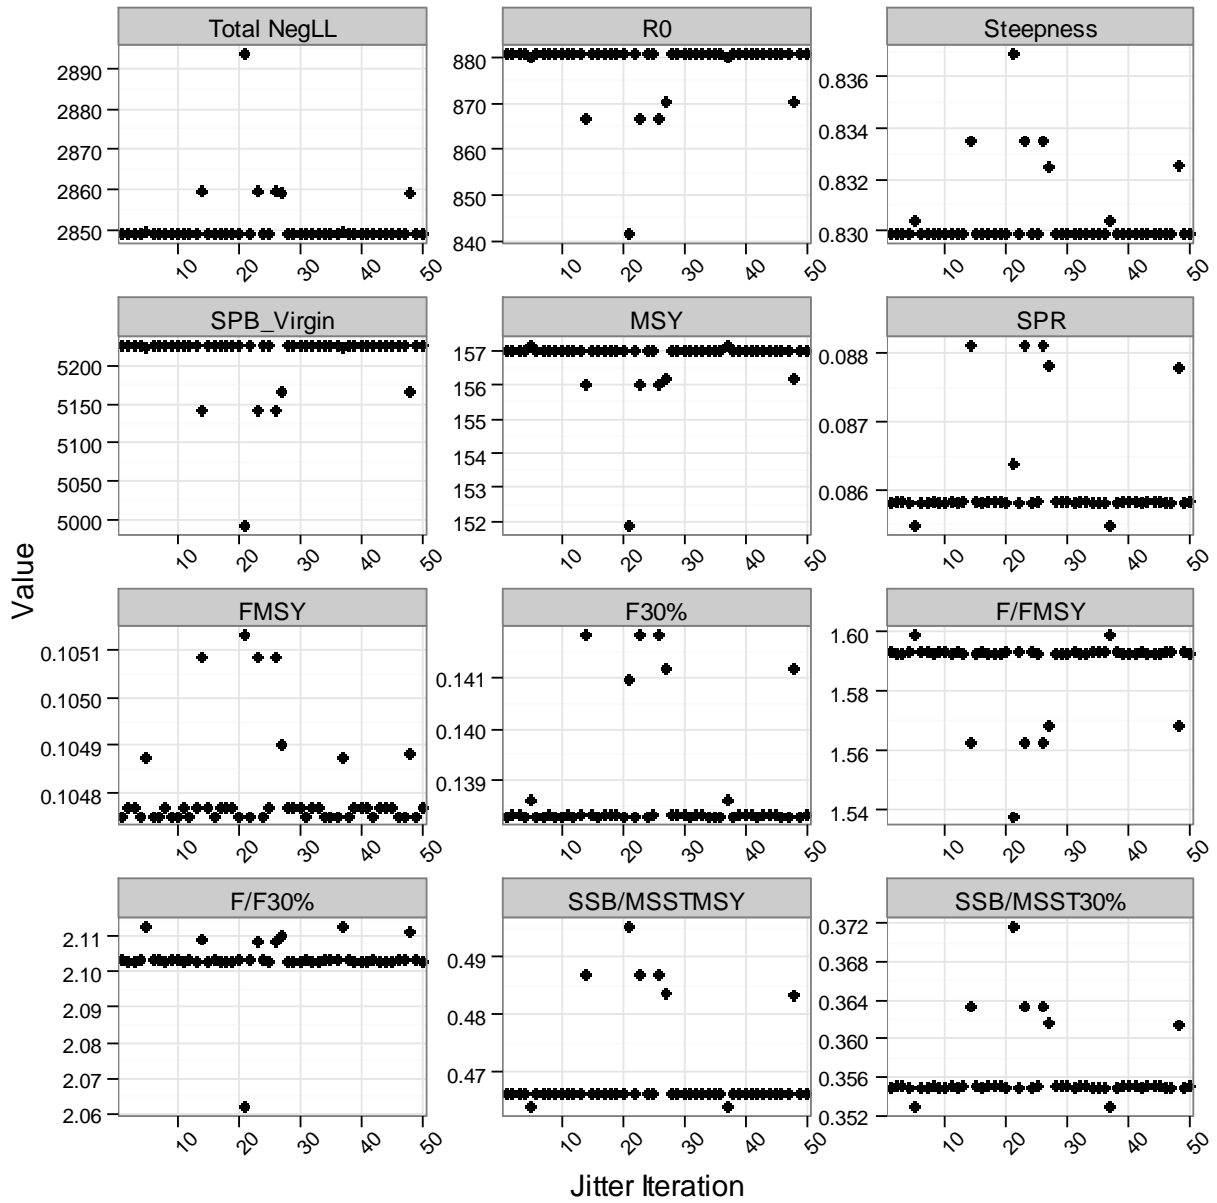 Total NegLL
R0
Steepness
2890
2880
2870
2860
2850
880
870
860
850
840
0.836
0.834
0.832
0.830
10 20 30 40 50
10 20 30 40 50
10 20 30 40 50
SPB_Virgin
MSY
SPR
5200
5150
5100
5050
5000
157
156
155
154
153
152
0.088
0.087
0.086
10 20 30 40 50
10 20 30 40 50
10 20 30 40 50
Value
FMSY
F30%
F/FMSY
0.1051
0.1050
0.1049
0.1048
0.141
0.140
0.139
1.60
1.58
1.56
1.54
10 20 30 40 50
10 20 30 40 50
10 20 30 40 50
F/F30%
SSB/MSSTMSY
SSB/MSST30%
2.11
2.10
2.09
2.08
2.07
2.06
0.49
0.48
0.47
0.372
0.368
0.364
0.360
0.356
0.352
10 20 30 40 50
10 20 30 40 50
10 20 30 40 50
Jitter Iteration